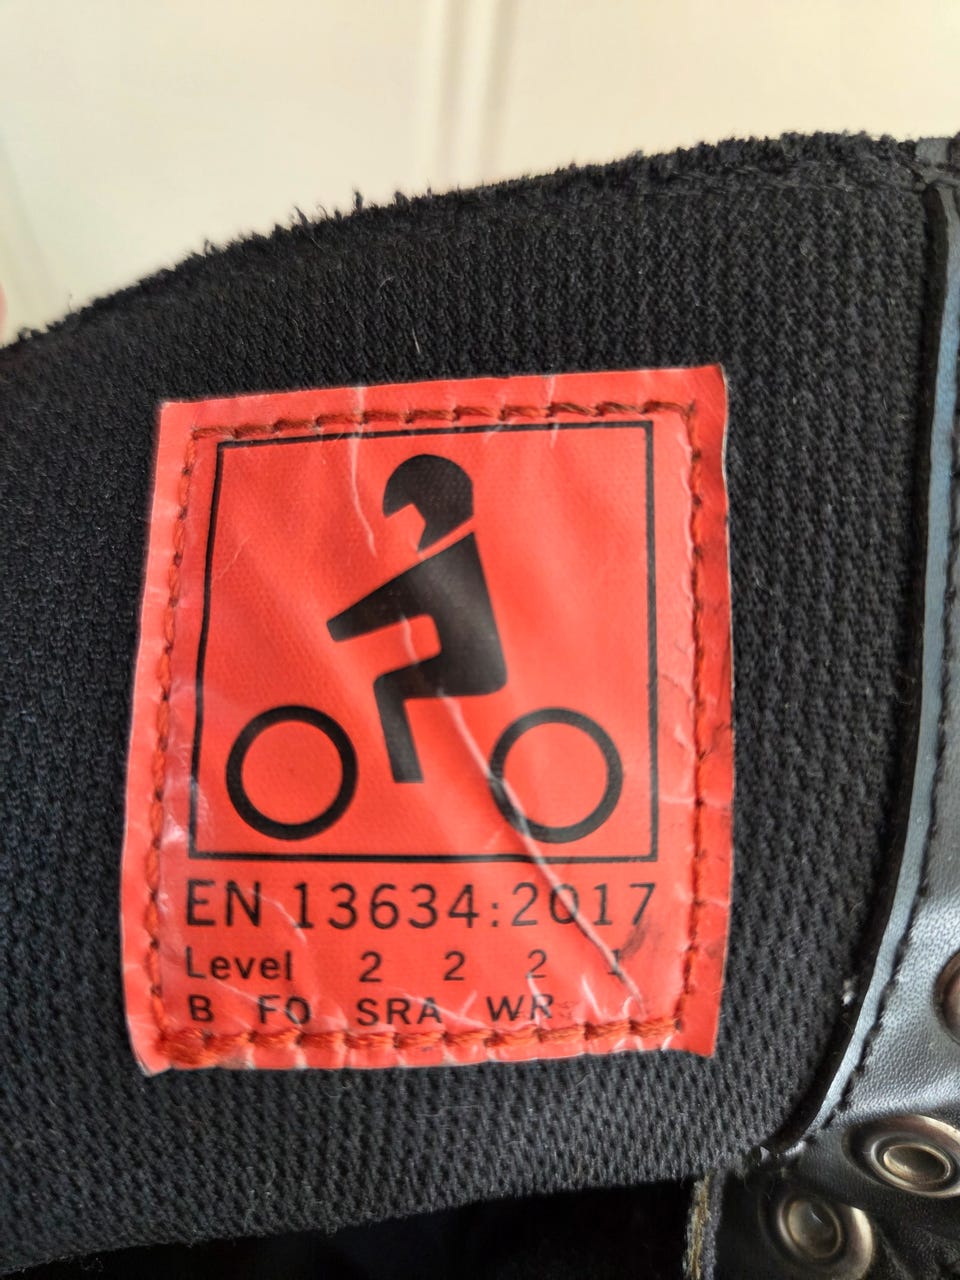 EN 13634:2017
Level 2 2 2 1
B FO SRA WR